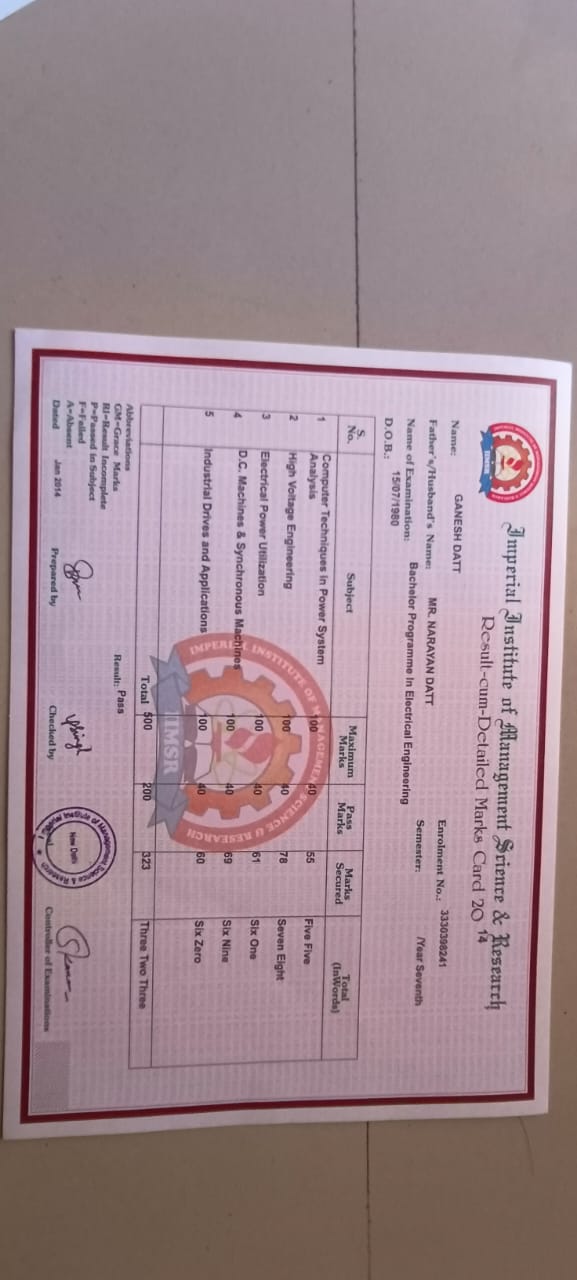 Imperial Institute of Management Science & Research
Result-cum-Detailed Marks Card 20 14
IIMSR
Name: GANESH DATT
Enrolment No.: 3330398241
Father's/Husband's Name: MR. NARAYAN DATT
Semester: /Year Seventh
Name of Examination: Bachelor Programme In Electrical Engineering
D.O.B.: 15/07/1980
S. No. Subject Maximum Marks Pass Marks Marks Secured Total (InWords)
1 Computer Techniques in Power System Analysis 100 40 55 Five Five
2 High Voltage Engineering 100 40 78 Seven Eight
3 Electrical Power Utilization 100 40 61 Six One
4 D.C. Machines & Synchronous Machines 100 40 69 Six Nine
5 Industrial Drives and Applications 100 40 60 Six Zero
Total 500 200 323 Three Two Three
IMPERIAL INSTITUTE OF MANAGEMENT SCIENCE & RESEARCH
IIMSR
Abbreviations
GM=Grace Marks
RI=Result Incomplete
P=Passed in Subject
F=Failed
A=Absent
Result: Pass
Dated Jan 2014
Prepared by
Checked by
Imperial Institute of Management Science & Research
New Delhi
Controller of Examinations